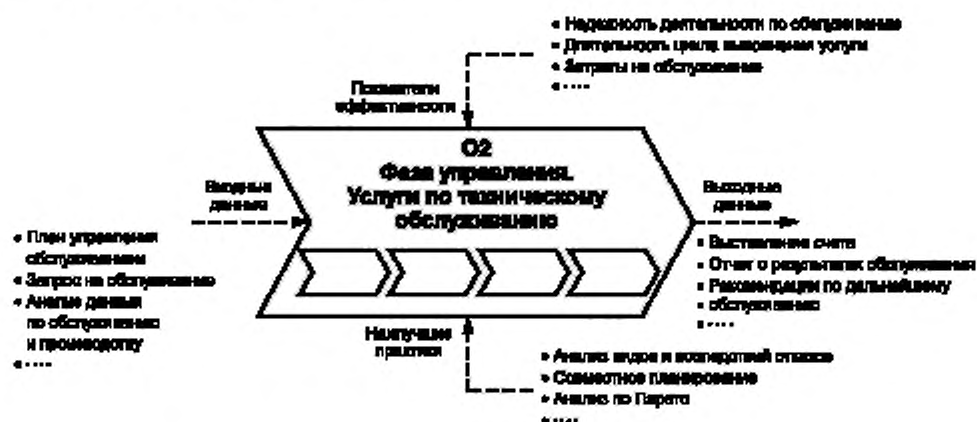 • Надежность деятельности по обслуживанию
• Длительность цикла выполнения услуги
• Затраты на обслуживание
• ....
Показатели
эффективности
О2
Фаза управления.
Услуги по техническому
обслуживанию
Входные
данные
Выходные
данные
• План управления
обслуживанием
• Запрос на обслуживание
• Анализ данных
по обслуживанию
и производству
• ....
• Выставление счета
• Отчет о результатах обслуживания
• Рекомендации по дальнейшему
• обслуживанию
• ....
Наилучшие
практики
• Анализ видов и последствий отказов
• Совместное планирование
• Анализ по Парето
• ....